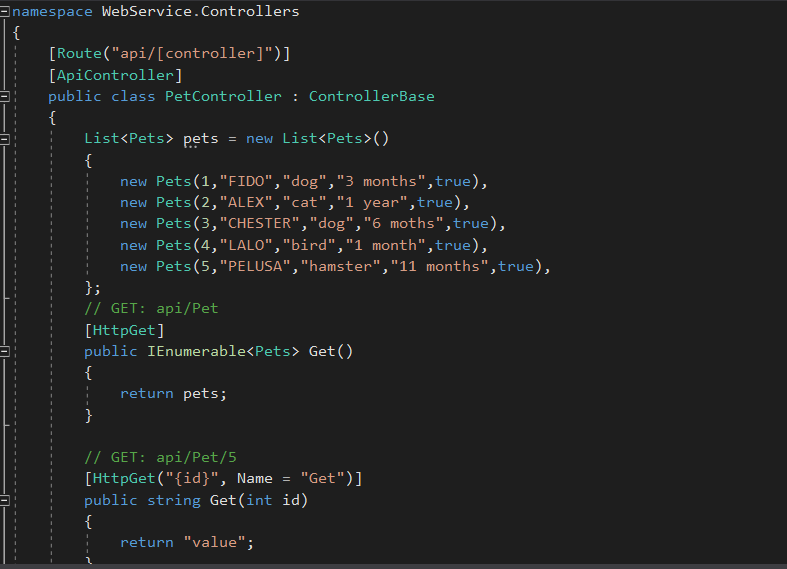 namespace WebService.Controllers
{
[Route("api/[controller]")]
[ApiController]
public class PetController : ControllerBase
{
List<Pets> pets = new List<Pets>()
{
new Pets(1,"FIDO","dog","3 months",true),
new Pets(2,"ALEX","cat","1 year",true),
new Pets(3,"CHESTER","dog","6 moths",true),
new Pets(4,"LALO","bird","1 month",true),
new Pets(5,"PELUSA","hamster","11 months",true),
};
// GET: api/Pet
[HttpGet]
public IEnumerable<Pets> Get()
{
return pets;
}
// GET: api/Pet/5
[HttpGet("{id}", Name = "Get")]
public string Get(int id)
{
return "value";
}